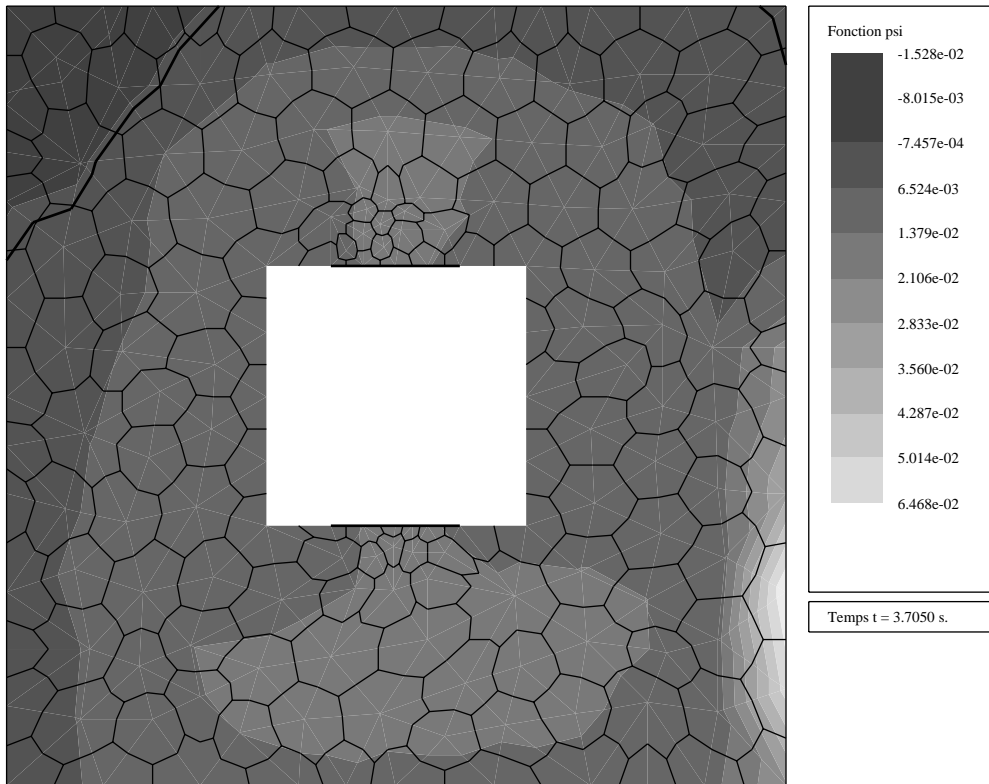 Fonction psi
-1.528e-02
-8.015e-03
-7.457e-04
6.524e-03
1.379e-02
2.106e-02
2.833e-02
3.560e-02
4.287e-02
5.014e-02
6.468e-02
Temps t = 3.7050 s.